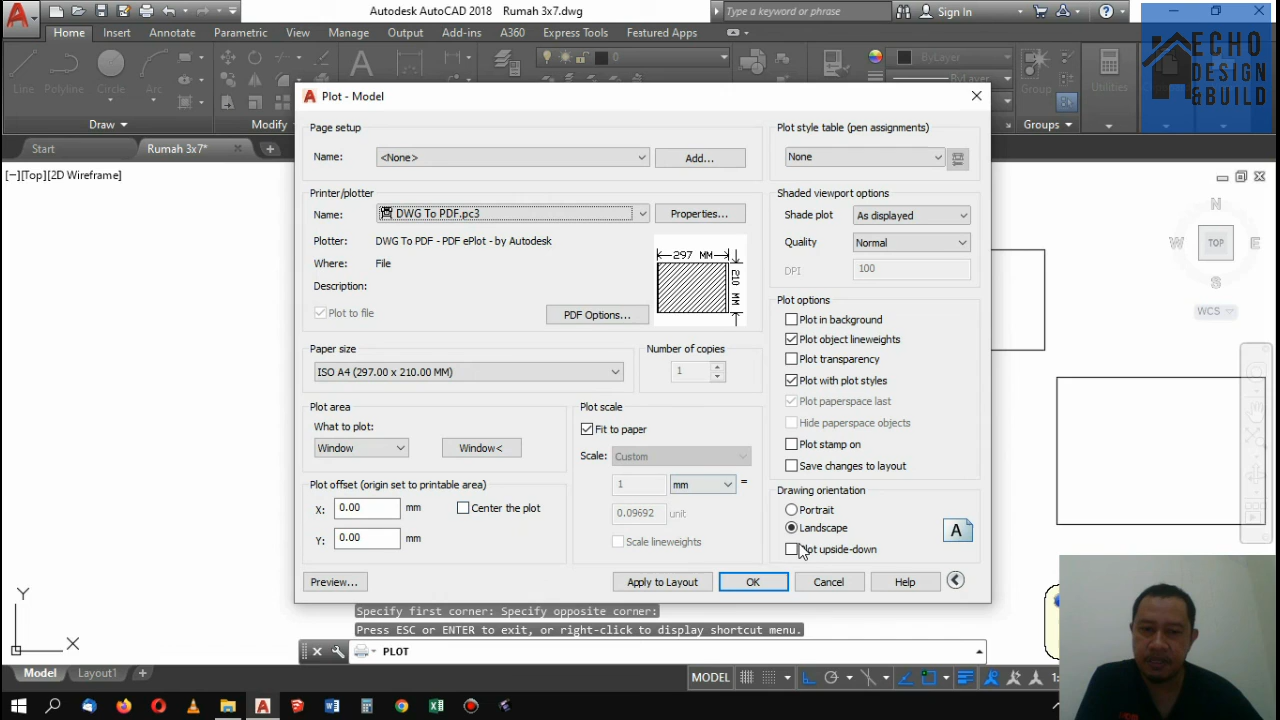 Autodesk AutoCAD 2018 Rumah 3x7.dwg
Type a keyword or phrase
Sign In
Home Insert Annotate Parametric View Manage Output Add-ins A360 Express Tools Featured Apps
ECHO
DESIGN
&BUILD
Line Polyline Circle Arc
0
ByLayer
ByLayer
Group
Utilities
Draw Modify Groups
Start Rumah 3x7*
[−][Top][2D Wireframe]
Plot - Model
Page setup
Name: <None> Add...
Printer/plotter
Name: DWG To PDF.pc3 Properties...
Plotter: DWG To PDF - PDF ePlot - by Autodesk
Where: File
Description:
Plot to file
PDF Options...
297 MM
210 MM
Paper size
ISO A4 (297.00 x 210.00 MM)
Number of copies
1
Plot area
What to plot:
Window Window<
Plot offset (origin set to printable area)
X: 0.00 mm Center the plot
Y: 0.00 mm
Plot scale
Fit to paper
Scale: Custom
1 mm =
0.09692 unit
Scale lineweights
Plot style table (pen assignments)
None
Shaded viewport options
Shade plot As displayed
Quality Normal
DPI 100
Plot options
Plot in background
Plot object lineweights
Plot transparency
Plot with plot styles
Plot paperspace last
Hide paperspace objects
Plot stamp on
Save changes to layout
Drawing orientation
Portrait
Landscape
A
upside-down
Preview... Apply to Layout OK Cancel Help
N
W TOP E
S
WCS
Y
X
Specify first corner: Specify opposite corner:
Press ESC or ENTER to exit, or right-click to display shortcut menu.
PLOT
Model Layout1
MODEL